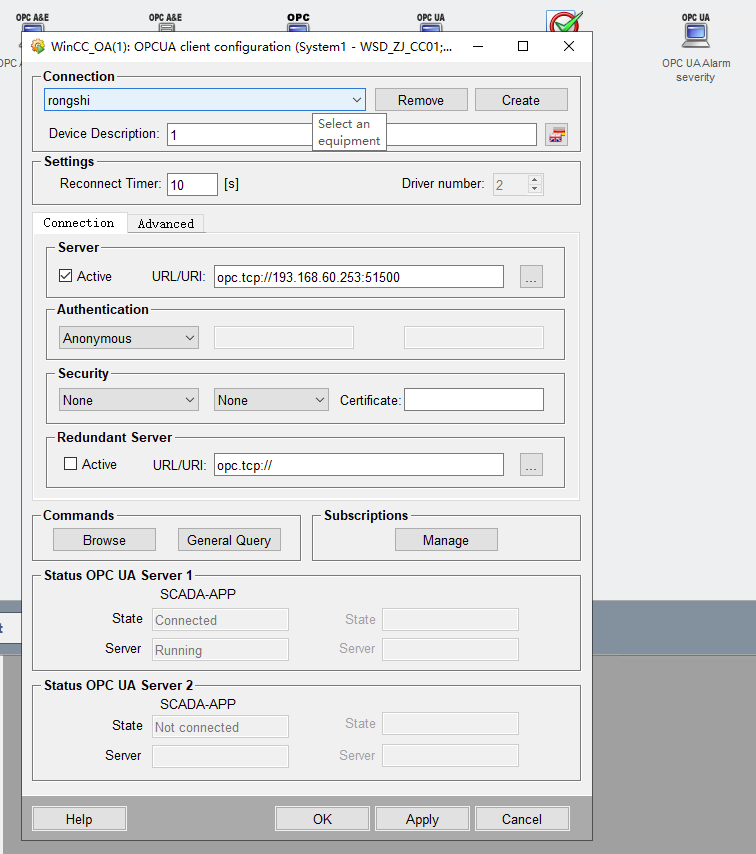 OPC A&E
OPC A&E
OPC
OPC UA
OPC UA
OPC UA Alarm
severity
WinCC_OA(1): OPCUA client configuration (System1 - WSD_ZJ_CC01;...
Connection
rongshi
Remove
Create
Device Description:
1
Select an
equipment
Settings
Reconnect Timer:
10
[s]
Driver number:
2
Connection
Advanced
Server
Active
URL/URI:
opc.tcp://193.168.60.253:51500
...
Authentication
Anonymous
Security
None
None
Certificate:
Redundant Server
Active
URL/URI:
opc.tcp://
...
Commands
Browse
General Query
Subscriptions
Manage
Status OPC UA Server 1
SCADA-APP
State
Connected
State
Server
Running
Server
Status OPC UA Server 2
SCADA-APP
State
Not connected
State
Server
Server
Help
OK
Apply
Cancel